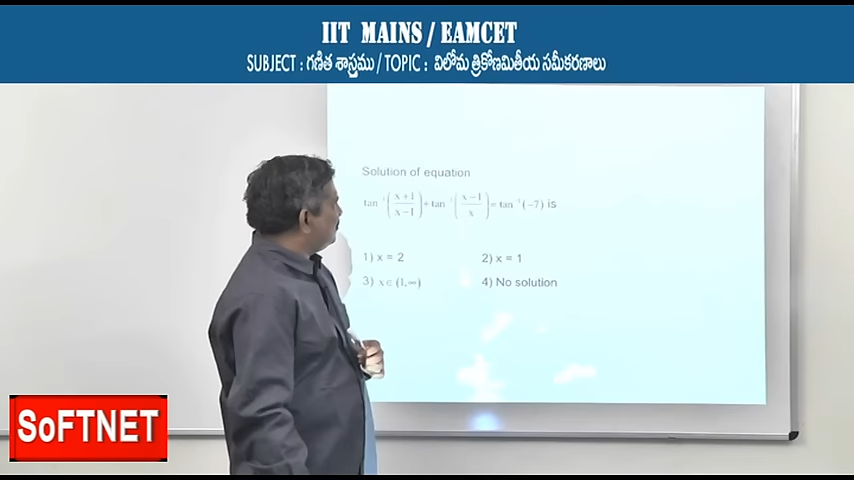 IIT MAINS / EAMCET
SUBJECT : గణిత శాస్త్రము / TOPIC : విలోమ త్రికోణమితీయ సమీకరణాలు
Solution of equation
tan⁻¹((x+1)/(x−1)) + tan⁻¹((x−1)/x) = tan⁻¹(−7) is
1) x = 2 2) x = 1
3) x∈(1,∞) 4) No solution
SoFTNET